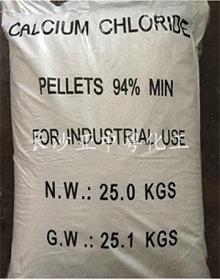 CALCIUM CHLORIDE
PELLETS 94% MIN
FOR INDUSTRIAL USE
N.W.: 25.0 KGS
G.W.: 25.1 KGS